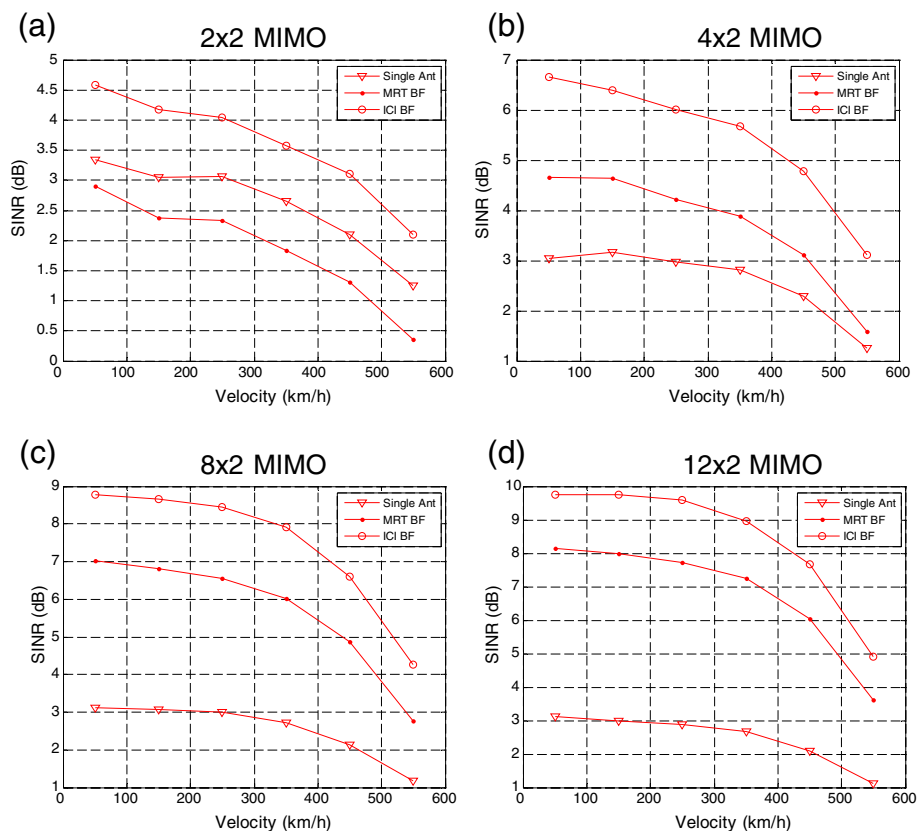 (a)
2x2 MIMO
5
4.5
4
3.5
3
2.5
2
1.5
1
0.5
0
SINR (dB)
0 100 200 300 400 500 600
Velocity (km/h)
Single Ant
MRT BF
ICI BF
(b)
4x2 MIMO
7
6
5
4
3
2
1
SINR (dB)
0 100 200 300 400 500 600
Velocity (km/h)
Single Ant
MRT BF
ICI BF
(c)
8x2 MIMO
9
8
7
6
5
4
3
2
1
SINR (dB)
0 100 200 300 400 500 600
Velocity (km/h)
Single Ant
MRT BF
ICI BF
(d)
12x2 MIMO
10
9
8
7
6
5
4
3
2
1
SINR (dB)
0 100 200 300 400 500 600
Velocity (km/h)
Single Ant
MRT BF
ICI BF